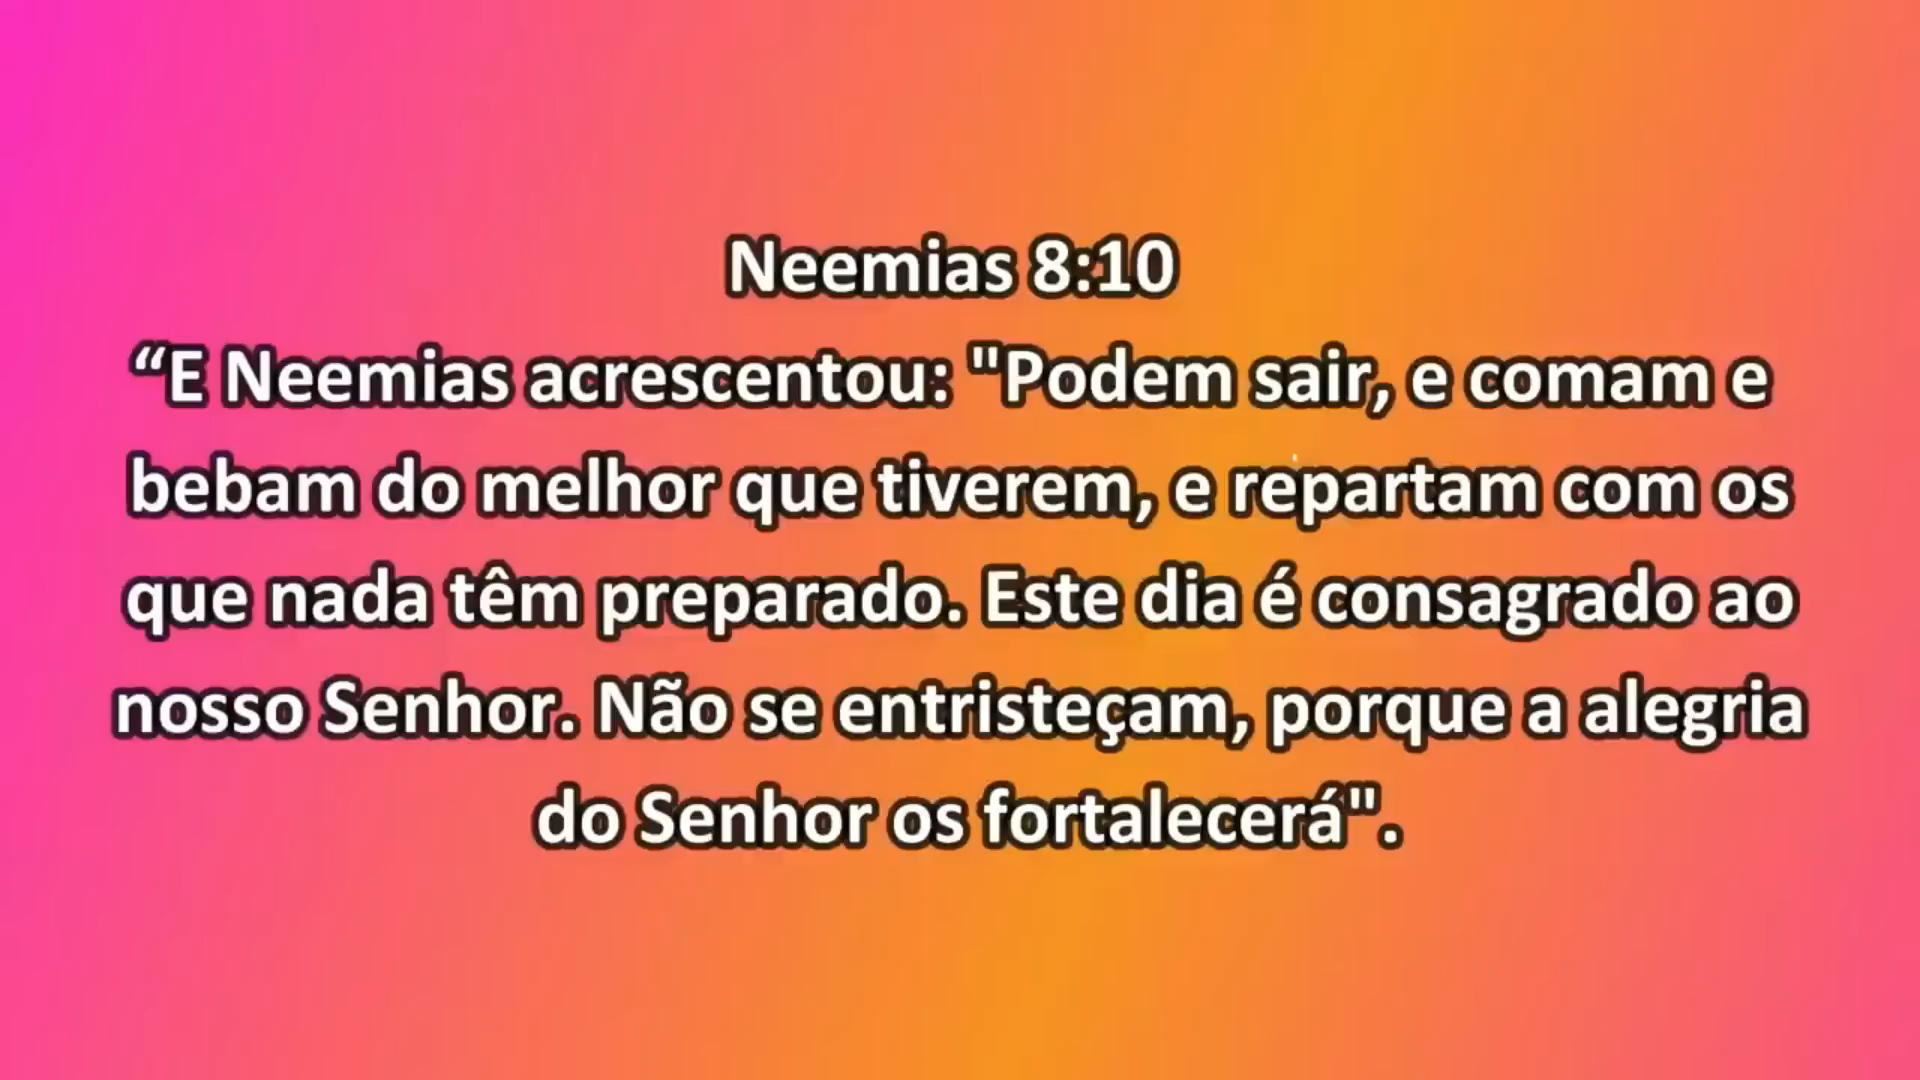 Neemias 8:10
“E Neemias acrescentou: "Podem sair, e comam e
bebam do melhor que tiverem, e repartam com os
que nada têm preparado. Este dia é consagrado ao
nosso Senhor. Não se entristeçam, porque a alegria
do Senhor os fortalecerá".